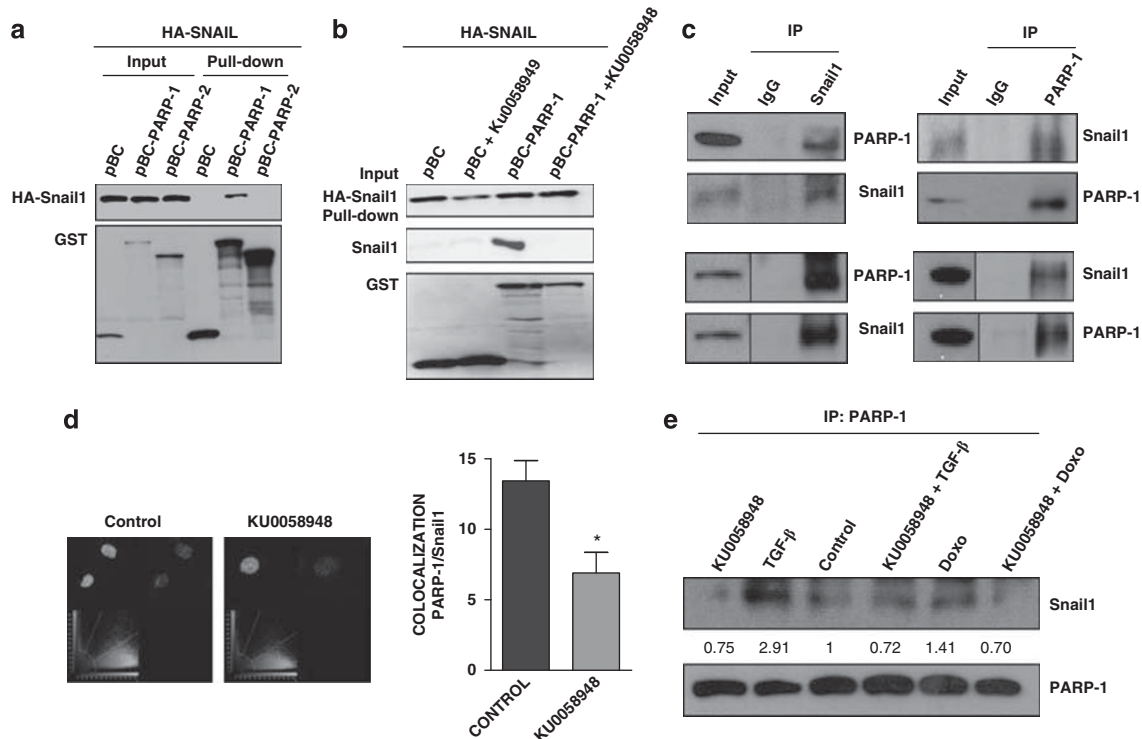 a
HA-SNAIL
Input Pull-down
pBC
pBC-PARP-1
pBC-PARP-2
pBC
pBC-PARP-1
pBC-PARP-2
HA-Snail1
GST
b
HA-SNAIL
pBC
pBC + Ku0058949
pBC-PARP-1
pBC-PARP-1 +KU0058948
Input
HA-Snail1
Pull-down
Snail1
GST
c
IP
Input
IgG
Snail1
PARP-1
Snail1
PARP-1
Snail1
IP
Input
IgG
PARP-1
Snail1
PARP-1
Snail1
PARP-1
d
Control KU0058948
COLOCALIZATION
PARP-1/Snail1
15
10
5
0
*
CONTROL
KU0058948
e
IP: PARP-1
KU0058948
TGF-β
Control
KU0058948 + TGF-β
Doxo
KU0058948 + Doxo
Snail1
0.75 2.91 1 0.72 1.41 0.70
PARP-1